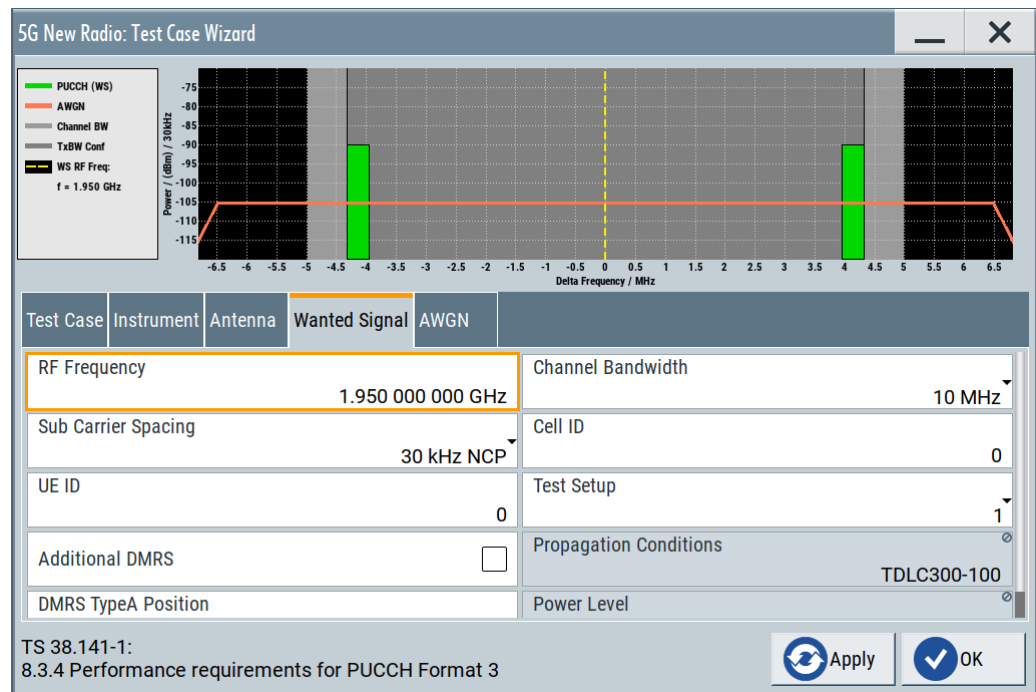 5G New Radio: Test Case Wizard
PUCCH (WS)
AWGN
Channel BW
TxBW Conf
WS RF Freq:
f = 1.950 GHz
Power / (dBm) / 30kHz
-75
-80
-85
-90
-95
-100
-105
-110
-115
-6.5 -6 -5.5 -5 -4.5 -4 -3.5 -3 -2.5 -2 -1.5 -1 -0.5 0 0.5 1 1.5 2 2.5 3 3.5 4 4.5 5 5.5 6 6.5
Delta Frequency / MHz
Test Case Instrument Antenna Wanted Signal AWGN
RF Frequency
1.950 000 000 GHz
Channel Bandwidth
10 MHz
Sub Carrier Spacing
30 kHz NCP
Cell ID
0
UE ID
0
Test Setup
1
Additional DMRS
Propagation Conditions
TDLC300-100
DMRS TypeA Position
Power Level
TS 38.141-1:
8.3.4 Performance requirements for PUCCH Format 3
Apply
OK